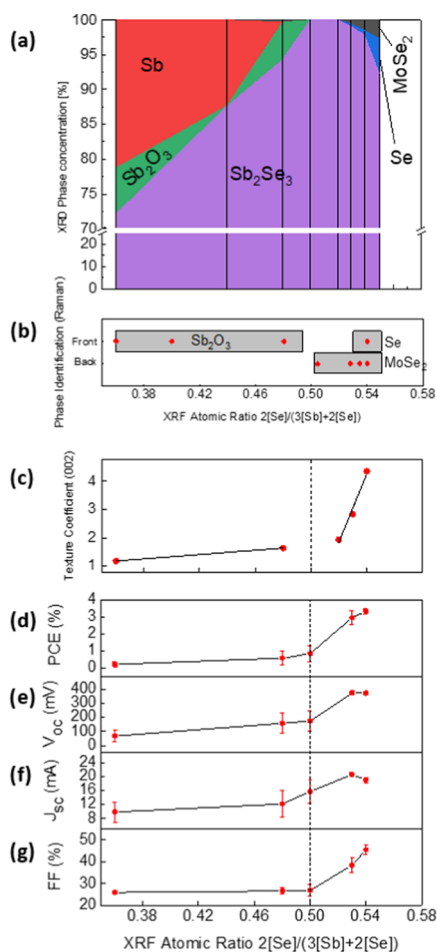 (a)
XRD Phase concentration [%]
100
95
90
85
80
75
70
20
10
0
Sb
Sb2O3
Sb2Se3
MoSe2
Se
(b)
Phase Identification (Raman)
Front
Back
Sb2O3
Se
MoSe2
0.38 0.42 0.46 0.50 0.54 0.58
XRF Atomic Ratio 2[Se]/(3[Sb]+2[Se])
(c)
Texture Coefficient (002)
4
3
2
1
(d)
PCE (%)
4
3
2
1
0
(e)
Voc (mV)
400
300
200
100
0
(f)
Jsc (mA)
24
20
16
12
8
(g)
FF (%)
50
40
30
20
0.38 0.42 0.46 0.50 0.54 0.58
XRF Atomic Ratio 2[Se]/(3[Sb]+2[Se])